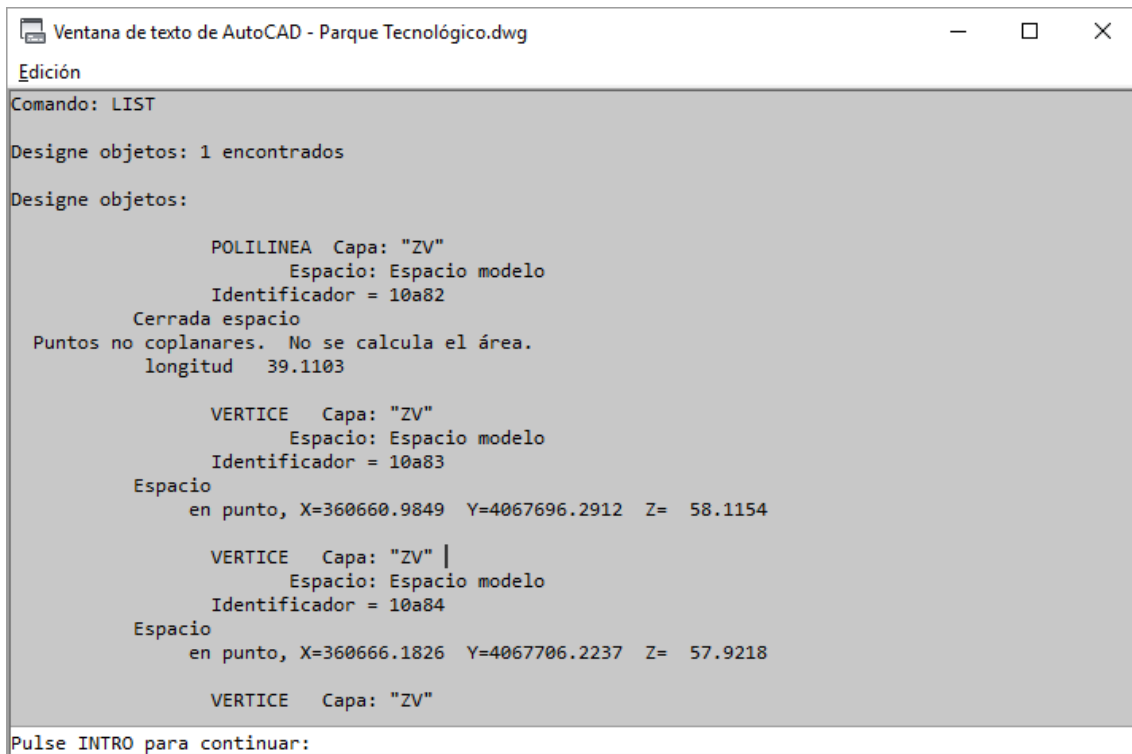 Ventana de texto de AutoCAD - Parque Tecnológico.dwg
Edición
Comando: LIST
Designe objetos: 1 encontrados
Designe objetos:
POLILINEA  Capa: "ZV"
Espacio: Espacio modelo
Identificador = 10a82
Cerrada espacio
Puntos no coplanares.  No se calcula el área.
longitud   39.1103
VERTICE   Capa: "ZV"
Espacio: Espacio modelo
Identificador = 10a83
Espacio
en punto, X=360660.9849  Y=4067696.2912  Z=  58.1154
VERTICE   Capa: "ZV"
Espacio: Espacio modelo
Identificador = 10a84
Espacio
en punto, X=360666.1826  Y=4067706.2237  Z=  57.9218
VERTICE   Capa: "ZV"
Pulse INTRO para continuar: